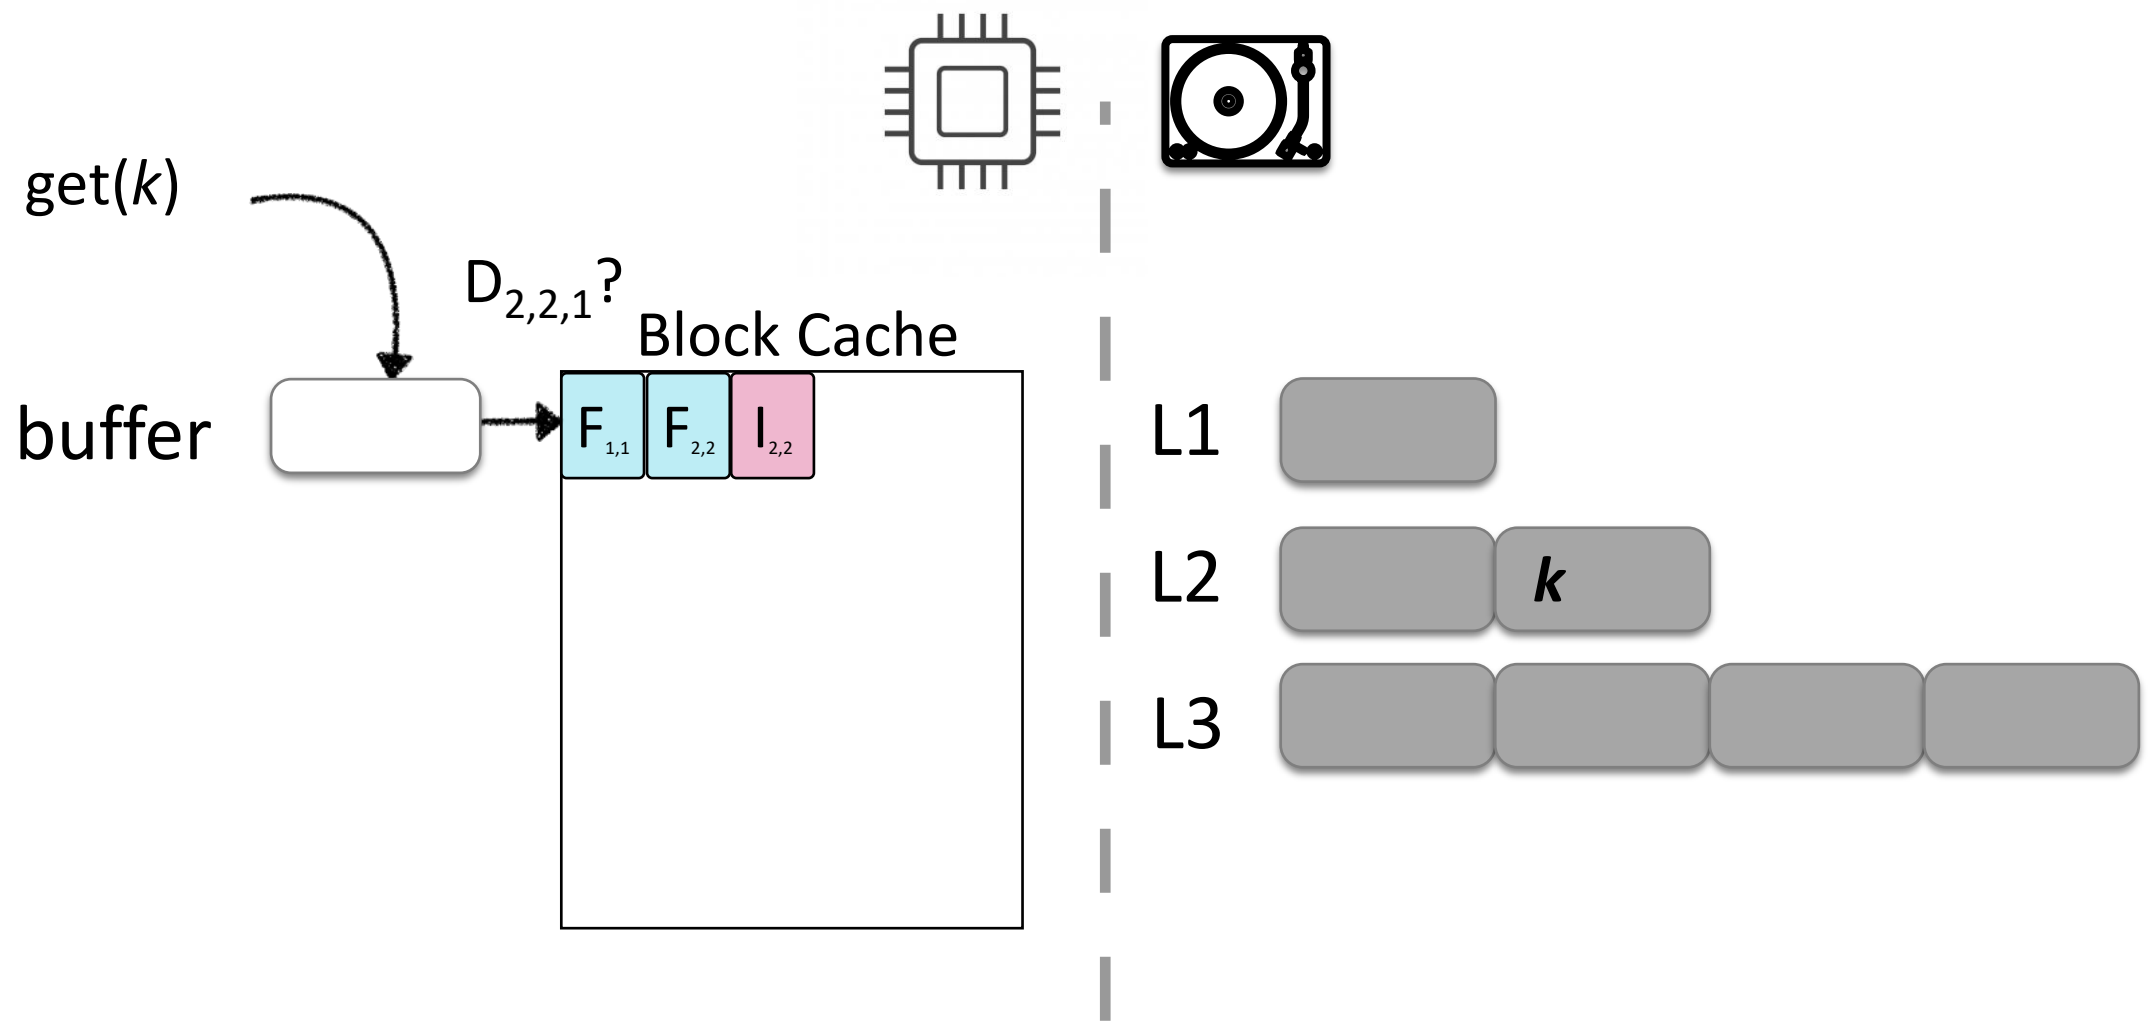 get(k)
D2,2,1?
Block Cache
buffer
F1,1 F2,2 I2,2
L1
L2 k
L3